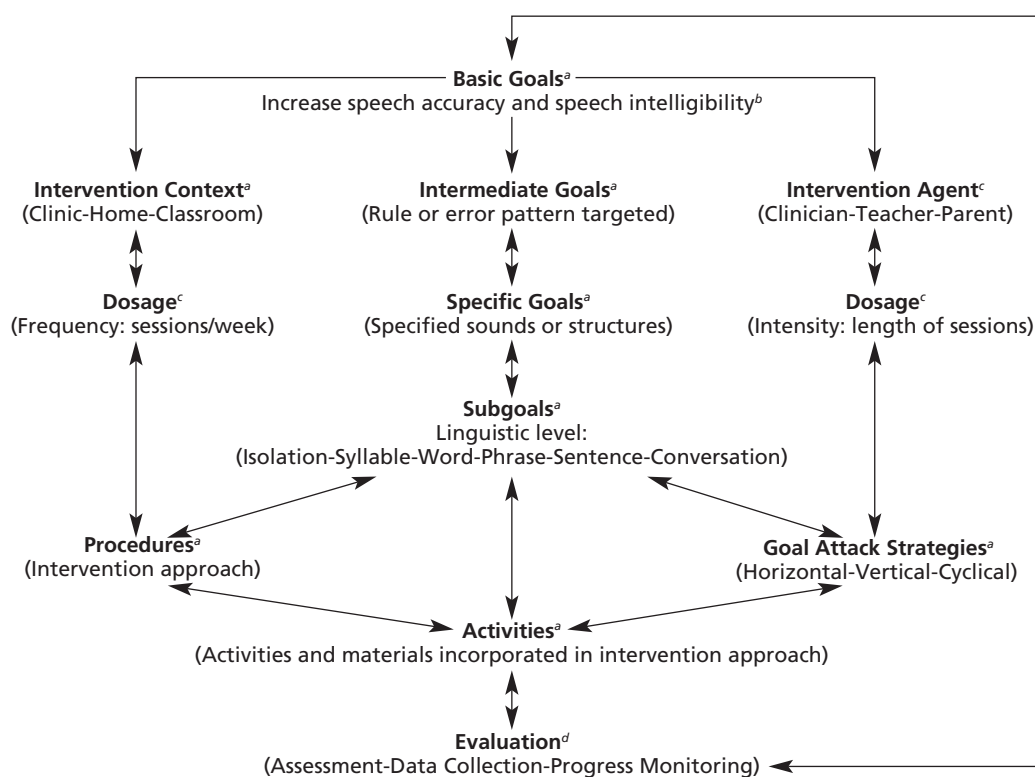 Basic Goalsᵃ
Increase speech accuracy and speech intelligibilityᵇ
Intervention Contextᵃ
(Clinic-Home-Classroom)
Intermediate Goalsᵃ
(Rule or error pattern targeted)
Intervention Agentᶜ
(Clinician-Teacher-Parent)
Dosageᶜ
(Frequency: sessions/week)
Specific Goalsᵃ
(Specified sounds or structures)
Dosageᶜ
(Intensity: length of sessions)
Subgoalsᵃ
Linguistic level:
(Isolation-Syllable-Word-Phrase-Sentence-Conversation)
Proceduresᵃ
(Intervention approach)
Goal Attack Strategiesᵃ
(Horizontal-Vertical-Cyclical)
Activitiesᵃ
(Activities and materials incorporated in intervention approach)
Evaluationᵈ
(Assessment-Data Collection-Progress Monitoring)